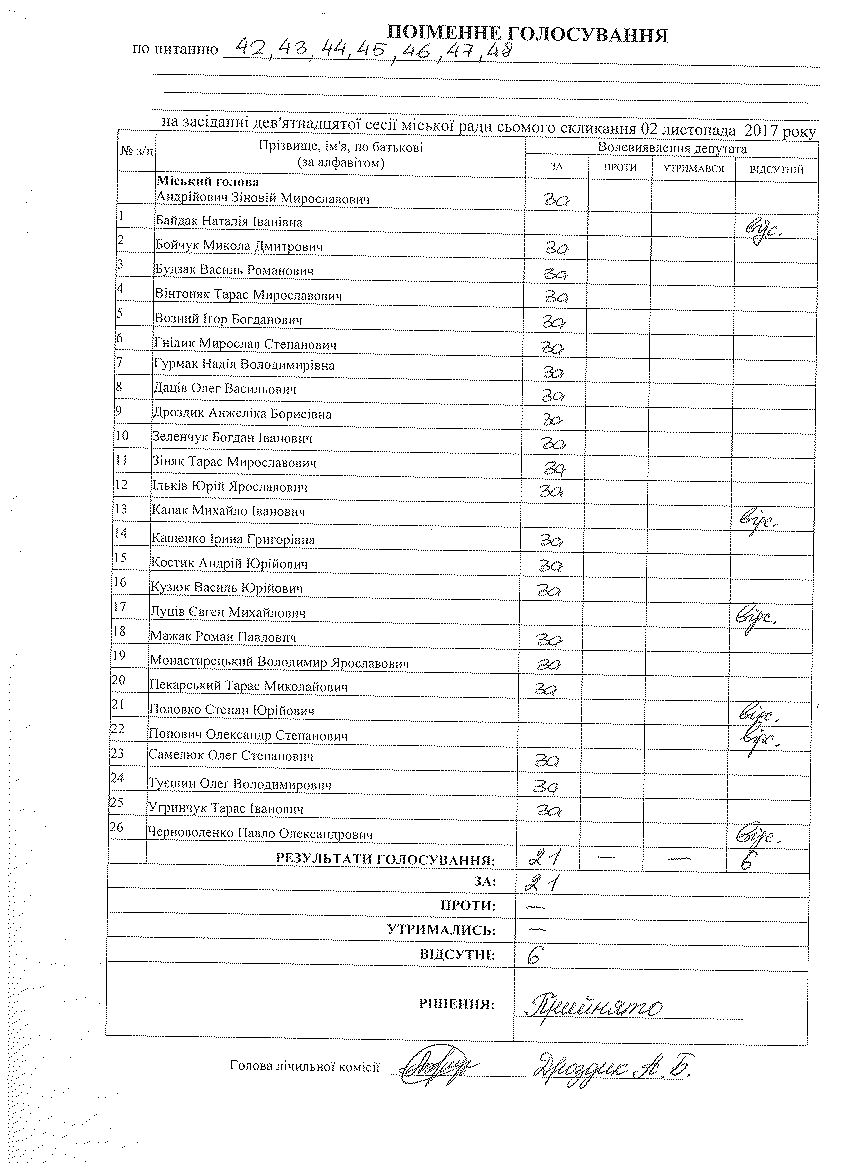 ПОІМЕННЕ ГОЛОСУВАННЯ
по питанню 42, 43, 44, 45, 46, 47, 48
на засіданні дев'ятнадцятої сесії міської ради сьомого скликання 02 листопада 2017 року
№ з/п Прізвище, ім'я, по батькові (за алфавітом) Волевиявлення депутата
ЗА ПРОТИ УТРИМАВСЯ ВІДСУТНІЙ
Міський голова
Андрійович Зіновій Мирославович за
1 Байдак Наталія Іванівна відс.
2 Бойчук Микола Дмитрович за
3 Будзак Василь Романович за
4 Вінтоняк Тарас Мирославович за
5 Возний Ігор Богданович за
6 Гнідик Мирослав Степанович за
7 Гурмак Надія Володимирівна за
8 Даців Олег Васильович за
9 Дроздик Анжеліка Борисівна за
10 Зеленчук Богдан Іванович за
11 Зіняк Тарас Мирославович за
12 Ільків Юрій Ярославович за
13 Капак Михайло Іванович відс.
14 Кащенко Ірина Григорівна за
15 Костик Андрій Юрійович за
16 Кузюк Василь Юрійович за
17 Луців Євген Михайлович відс.
18 Мажак Роман Павлович за
19 Монастирецький Володимир Ярославович за
20 Пекарський Тарас Миколайович за
21 Половко Степан Юрійович відс.
22 Попович Олександр Степанович відс.
23 Самелюк Олег Степанович за
24 Туєшин Олег Володимирович за
25 Угринчук Тарас Іванович за
26 Черноволенко Павло Олександрович відс.
РЕЗУЛЬТАТИ ГОЛОСУВАННЯ: 21 — — 6
ЗА: 21
ПРОТИ: —
УТРИМАЛИСЬ: —
ВІДСУТНІ: 6
РІШЕННЯ: Прийнято
Голова лічильної комісії Дроздик А. Б.